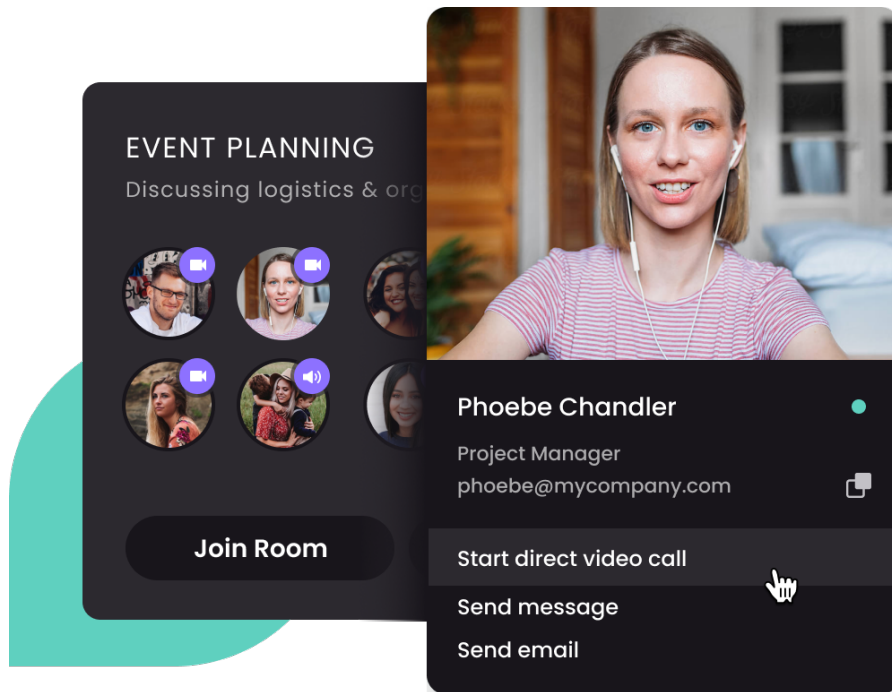 EVENT PLANNING
Discussing logistics & org
Join Room
Phoebe Chandler
Project Manager
phoebe@mycompany.com
Start direct video call
Send message
Send email